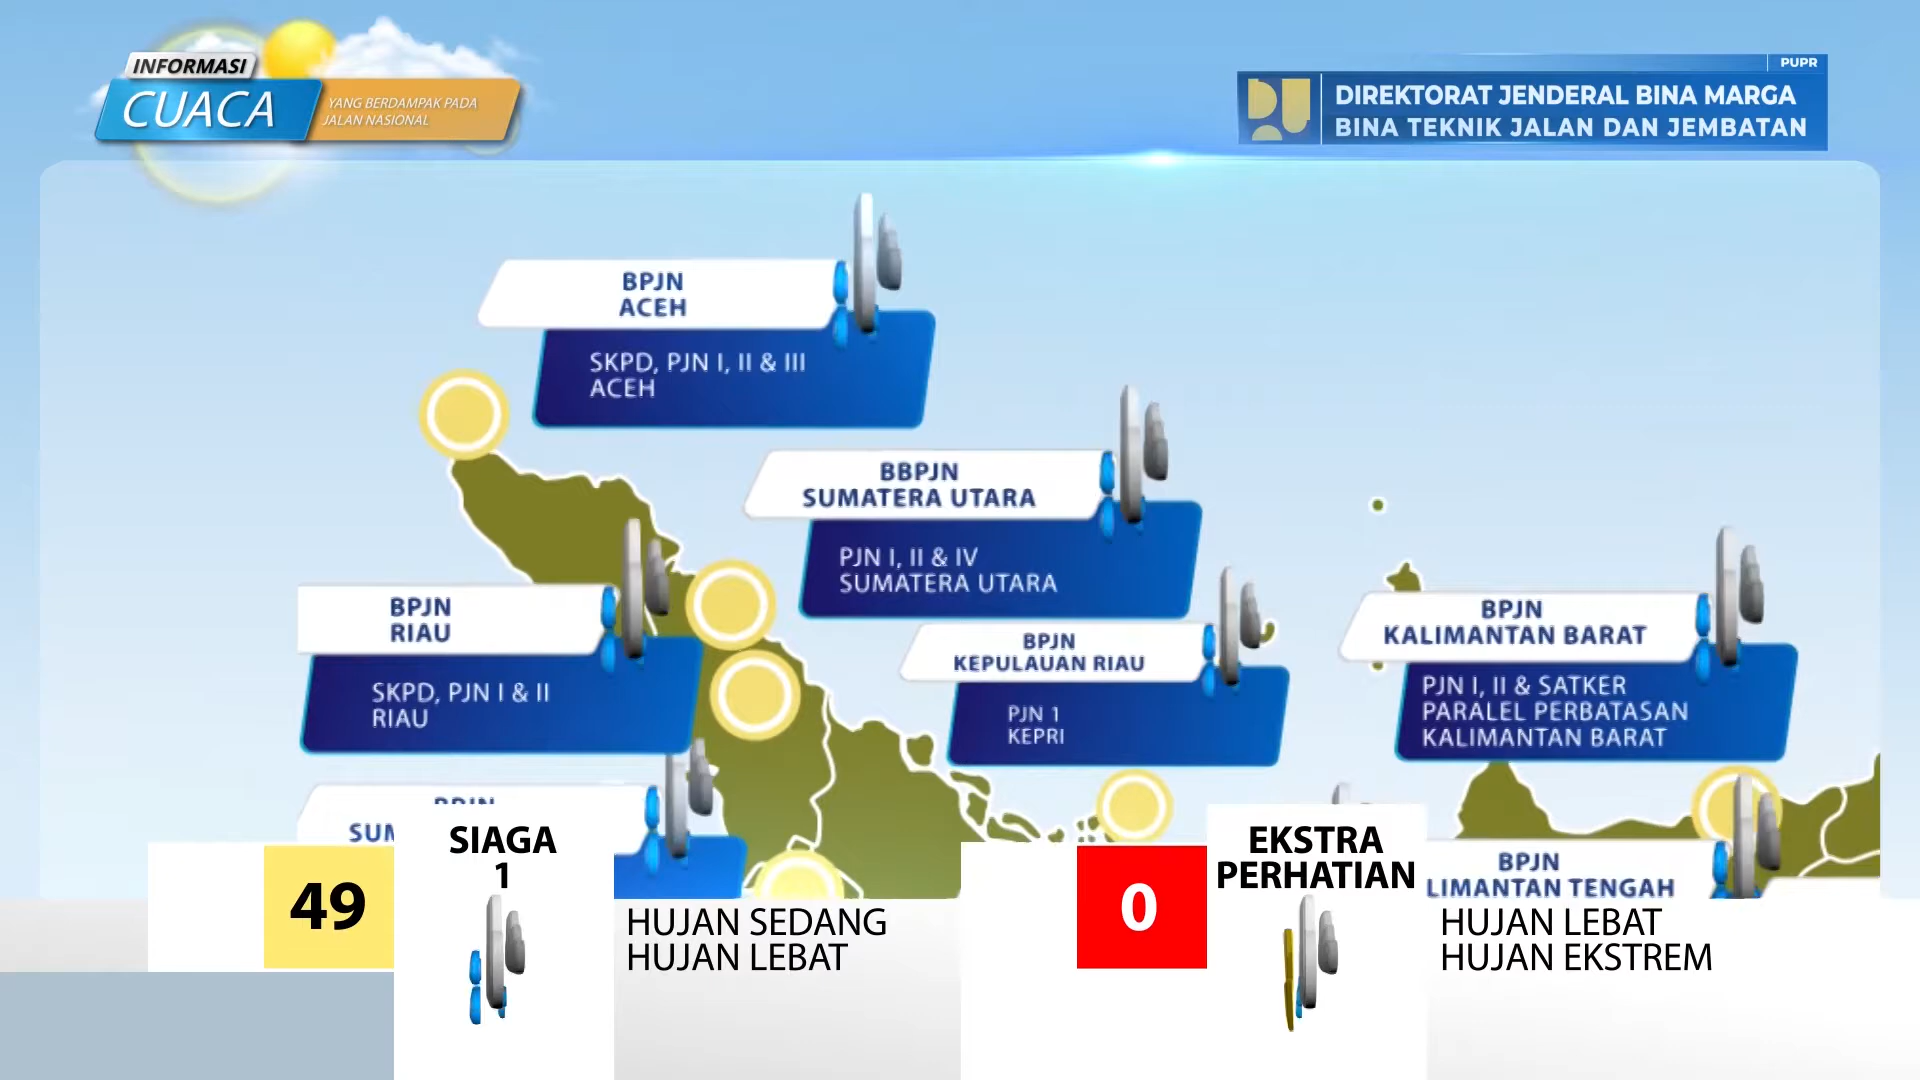 INFORMASI
CUACA
YANG BERDAMPAK PADA
JALAN NASIONAL
PUPR
DIREKTORAT JENDERAL BINA MARGA
BINA TEKNIK JALAN DAN JEMBATAN
BPJN
ACEH
SKPD, PJN I, II & III
ACEH
BBPJN
SUMATERA UTARA
PJN I, II & IV
SUMATERA UTARA
BPJN
RIAU
SKPD, PJN I & II
RIAU
BPJN
KEPULAUAN RIAU
PJN 1
KEPRI
BPJN
KALIMANTAN BARAT
PJN I, II & SATKER
PARALEL PERBATASAN
KALIMANTAN BARAT
BPJN
SUM
BPJN
LIMANTAN TENGAH
49
SIAGA
1
HUJAN SEDANG
HUJAN LEBAT
0
EKSTRA
PERHATIAN
HUJAN LEBAT
HUJAN EKSTREM